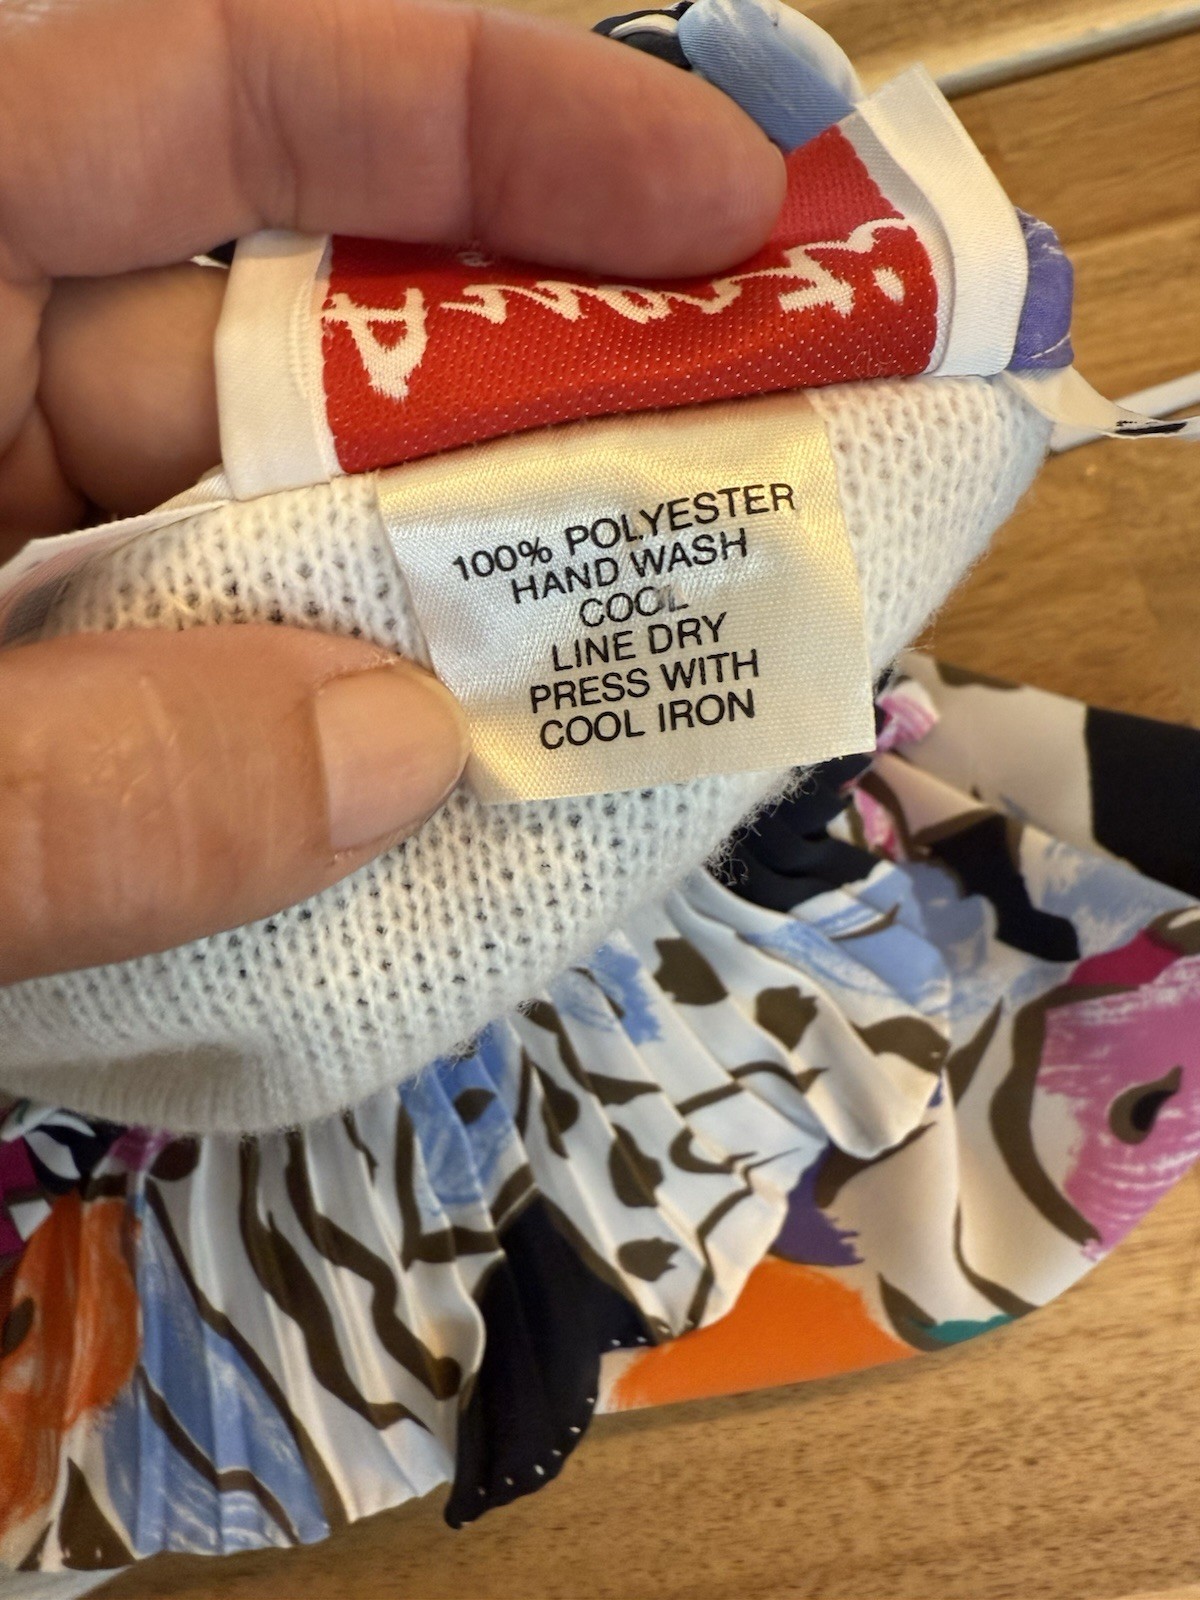 100% POLYESTER
HAND WASH
COOL
LINE DRY
PRESS WITH
COOL IRON